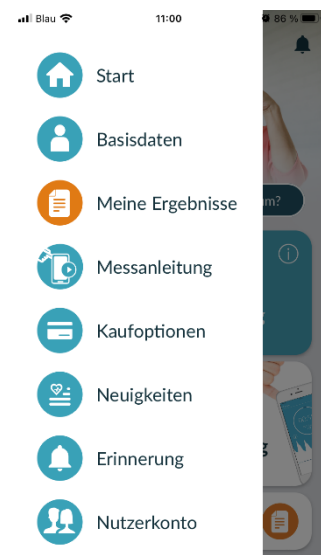 Blau 11:00 86 %
Start
Basisdaten
Meine Ergebnisse
m?
Messanleitung
Kaufoptionen
Neuigkeiten
Erinnerung
Nutzerkonto